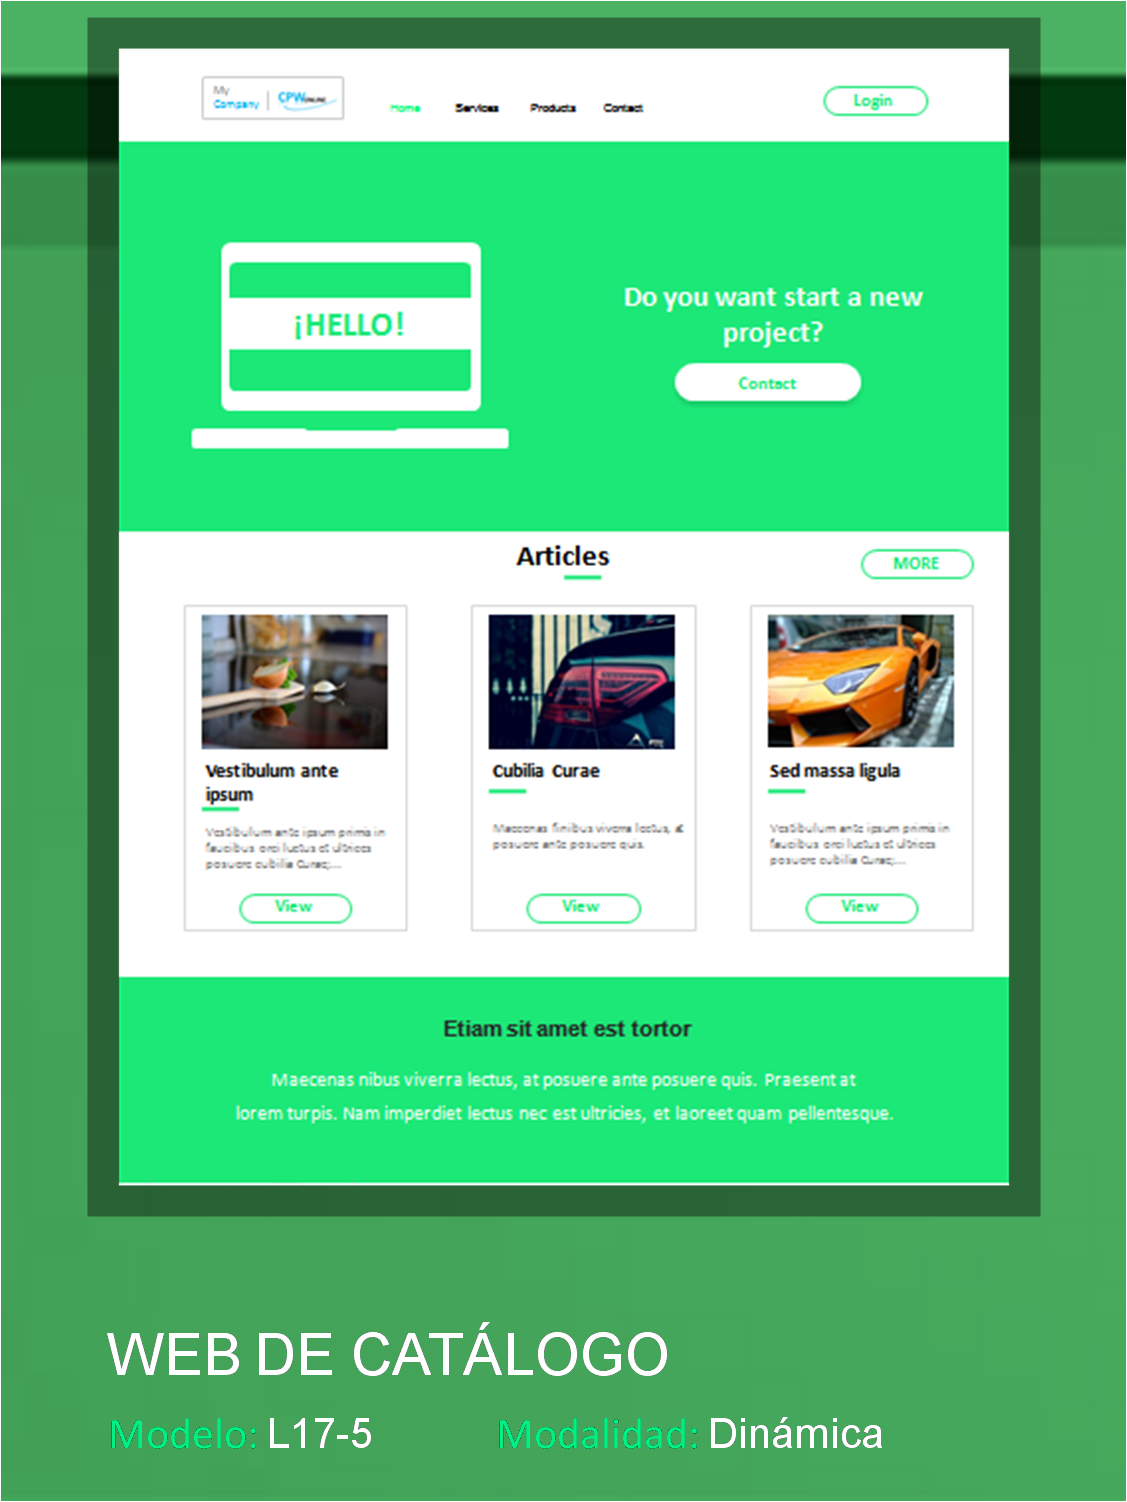 My
Company
CPW ONLINE
Home Services Products Contact
Login
¡HELLO!
Do you want start a new
project?
Contact
Articles
MORE
Vestibulum ante
ipsum
Vestibulum ante ipsum primis in
faucibus orci luctus et ultrices
posuere cubilia Curae;...
View
Cubilia Curae
Maecenas finibus viverra lectus, at
posuere ante posuere quis.
View
Sed massa ligula
Vestibulum ante ipsum primis in
faucibus orci luctus et ultrices
posuere cubilia Curae;...
View
Etiam sit amet est tortor
Maecenas nibus viverra lectus, at posuere ante posuere quis. Praesent at
lorem turpis. Nam imperdiet lectus nec est ultricies, et laoreet quam pellentesque.
WEB DE CATÁLOGO
Modelo: L17-5 Modalidad: Dinámica